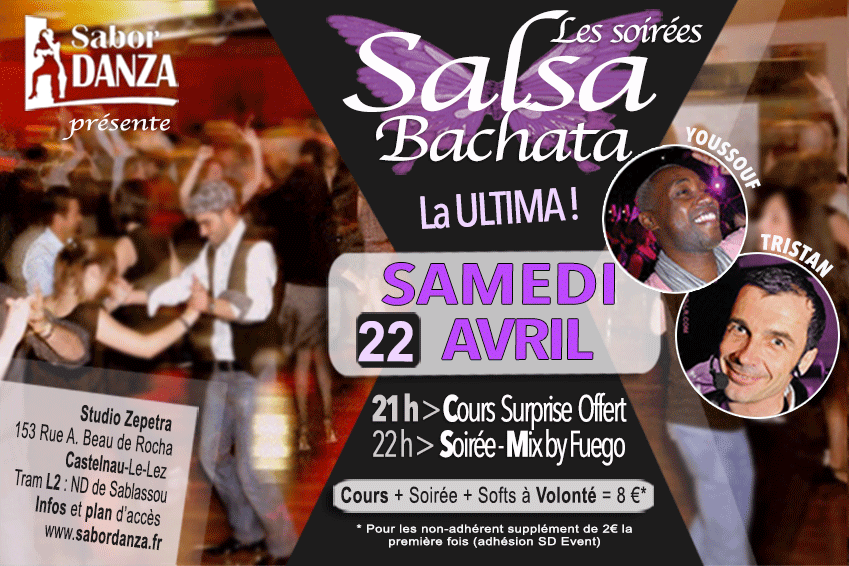 Sabor
DANZA
présente
Les soirées
Salsa
Bachata
La ULTIMA !
YOUSSOUF
TRISTAN
SAMEDI
22 AVRIL
21 h > Cours Surprise Offert
22 h > Soirée - Mix by Fuego
Cours + Soirée + Softs à Volonté = 8 €*
* Pour les non-adhérent supplément de 2€ la
première fois (adhésion SD Event)
Studio Zepetra
153 Rue A. Beau de Rocha
Castelnau-Le-Lez
Tram L2 : ND de Sablassou
Infos et plan d'accès
www.sabordanza.fr